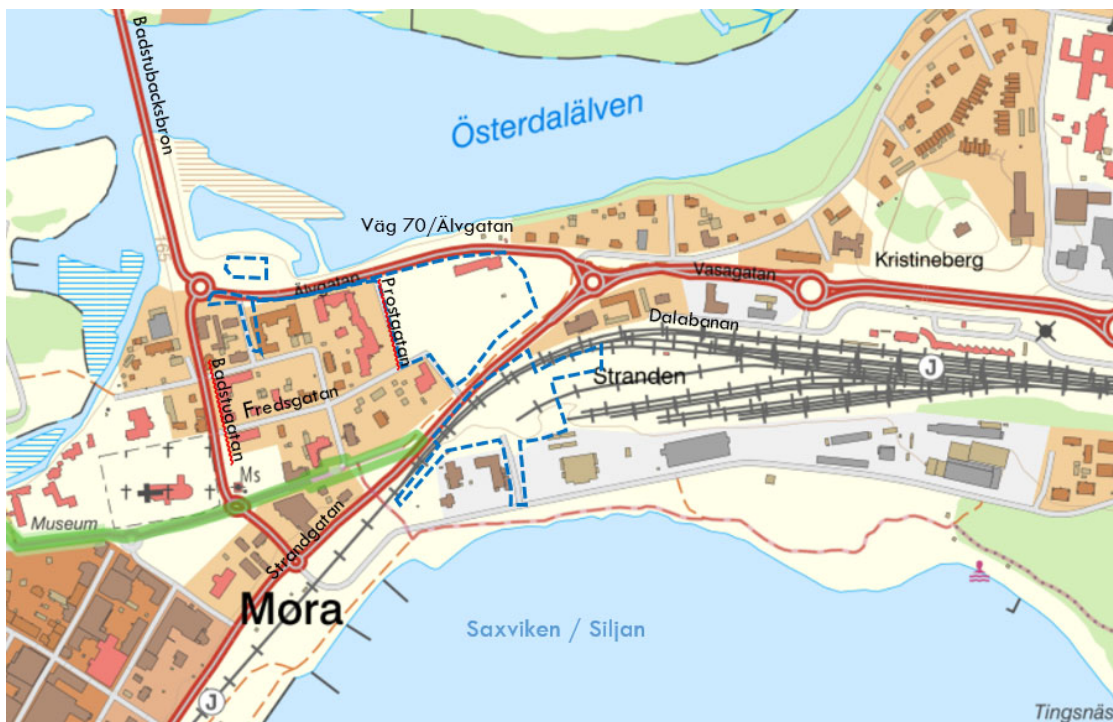 Badstubacksbron
Österdalälven
Väg 70/Älvgatan
Älvgatan
Vasagatan
Kristineberg
Prostgatan
Dalabanan
Stranden
J
Badstugatan
Fredsgatan
Ms
Museum
Strandgatan
Mora
Saxviken / Siljan
J
Tingsnäs